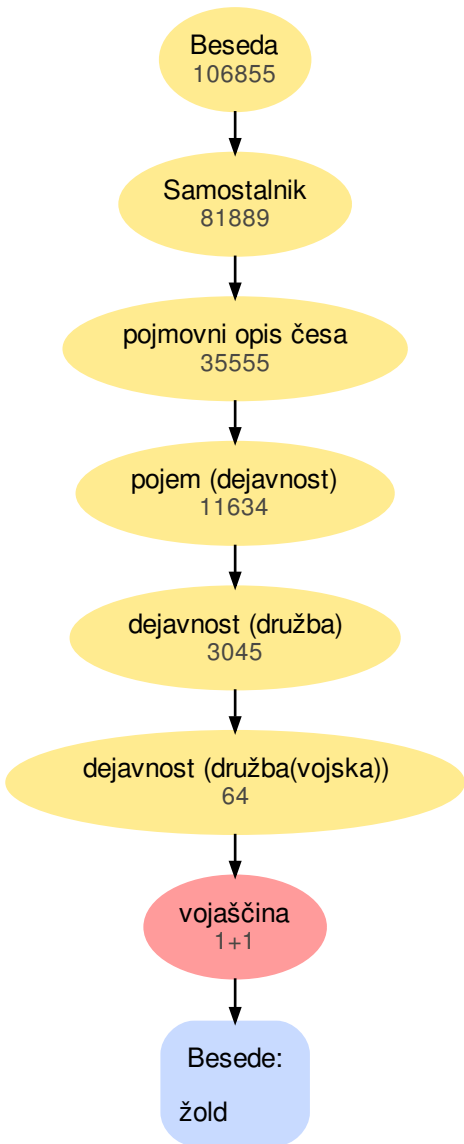 Beseda
106855
Samostalnik
81889
pojmovni opis česa
35555
pojem (dejavnost)
11634
dejavnost (družba)
3045
dejavnost (družba(vojska))
64
vojaščina
1+1
Besede:
žold